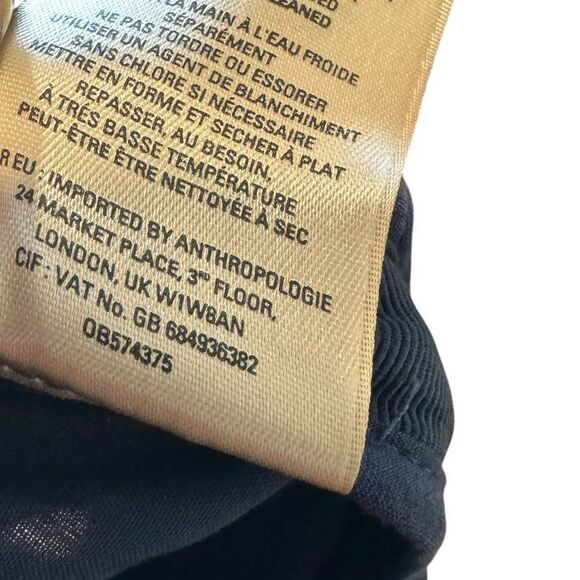 CLEANED
LA MAIN À L'EAU FROIDE
SÉPARÉMENT
NE PAS TORDRE OU ESSORER
UTILISER UN AGENT DE BLANCHIMENT
SANS CHLORE SI NÉCESSAIRE
METTRE EN FORME ET SECHER À PLAT
REPASSER, AU BESOIN,
À TRÈS BASSE TEMPÉRATURE
PEUT-ÊTRE ÊTRE NETTOYÉE À SEC
R EU : IMPORTED BY ANTHROPOLOGIE
24 MARKET PLACE, 3RD FLOOR,
LONDON, UK W1W8AN
CIF : VAT No. GB 684936382
OB574375